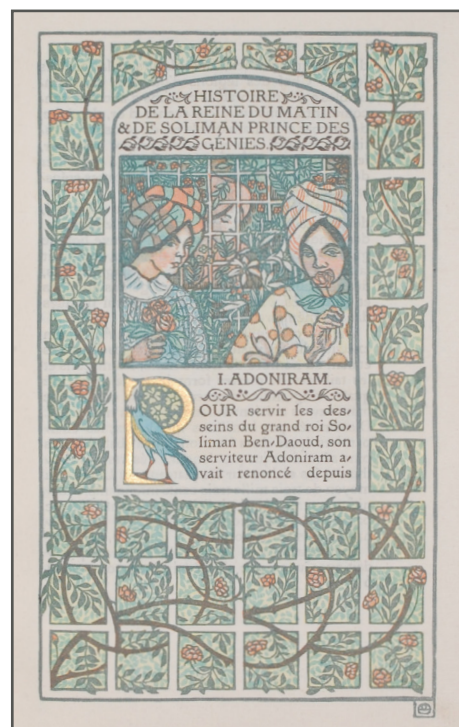 HISTOIRE
DE LA REINE DU MATIN
& DE SOLIMAN PRINCE DES
GÉNIES.
I. ADONIRAM.
POUR servir les des-
seins du grand roi So-
liman Ben-Daoud, son
serviteur Adoniram a-
vait renoncé depuis